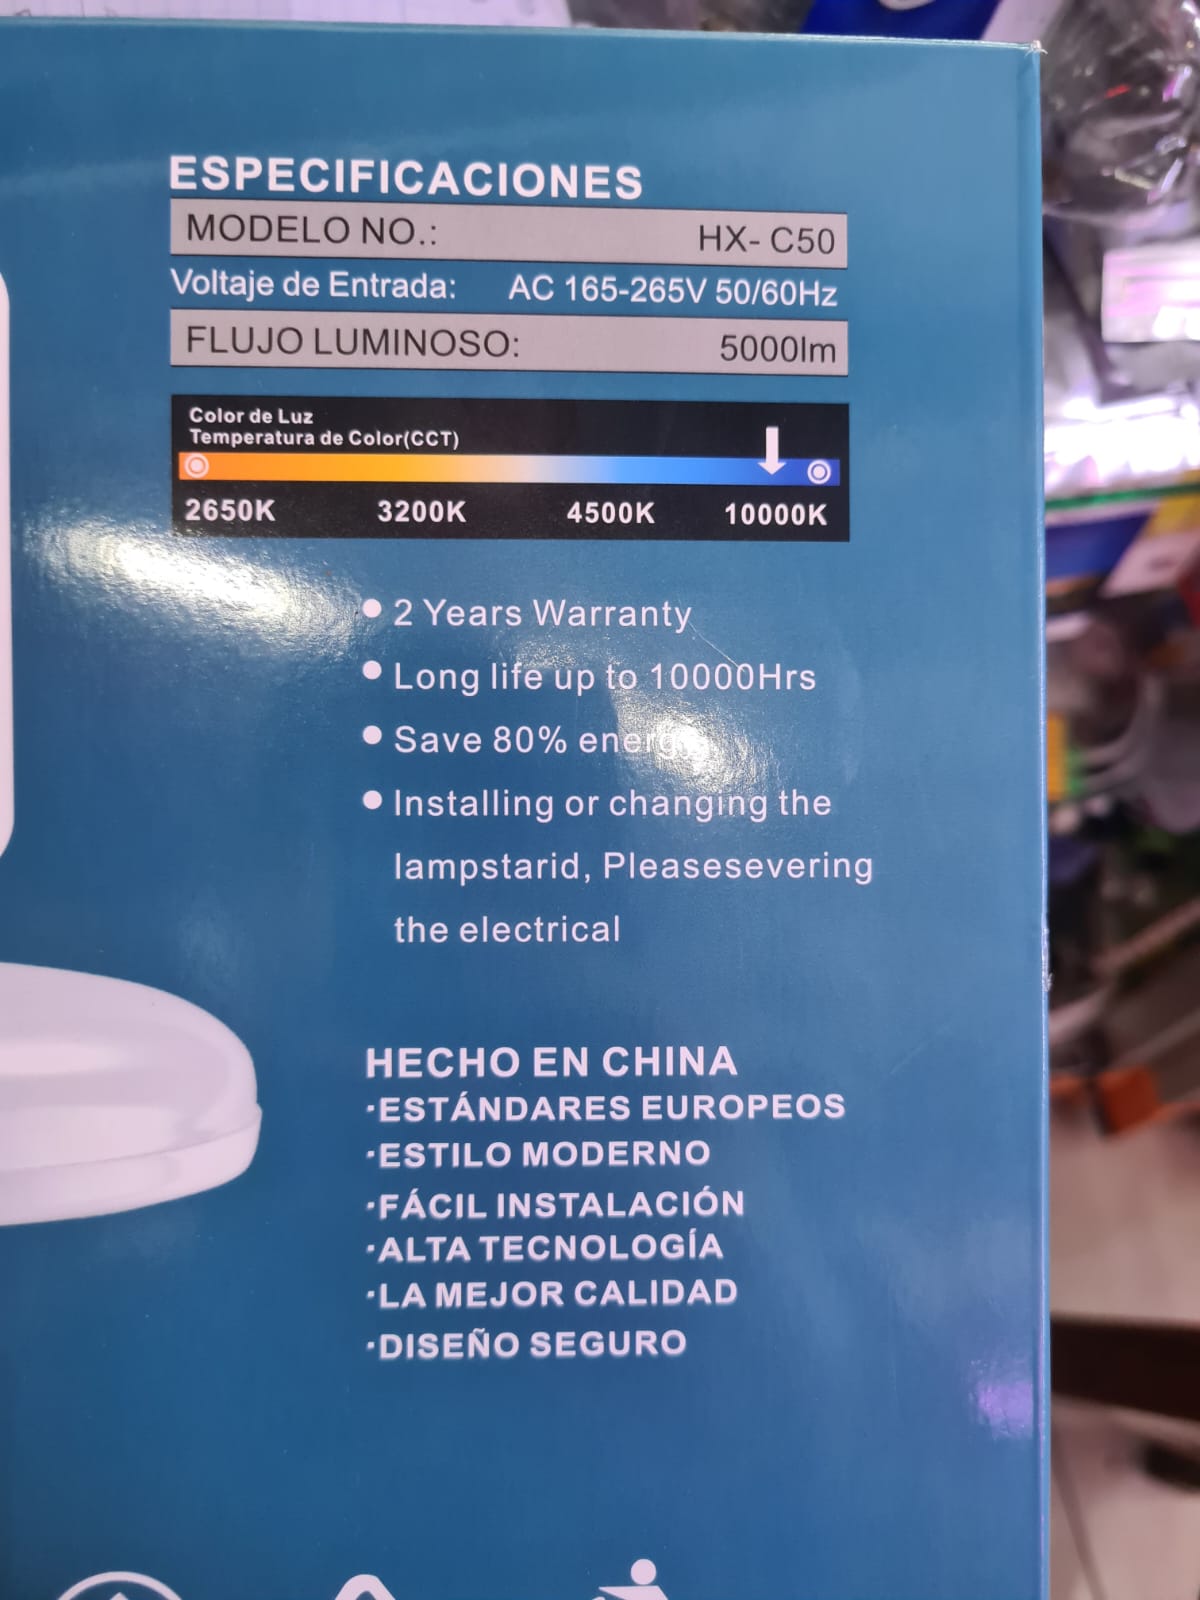 ESPECIFICACIONES
MODELO NO.: HX- C50
Voltaje de Entrada: AC 165-265V 50/60Hz
FLUJO LUMINOSO: 5000lm
Color de Luz
Temperatura de Color(CCT)
2650K 3200K 4500K 10000K
• 2 Years Warranty
• Long life up to 10000Hrs
• Save 80% energy
• Installing or changing the
lampstarid, Pleasesevering
the electrical
HECHO EN CHINA
·ESTÁNDARES EUROPEOS
·ESTILO MODERNO
·FÁCIL INSTALACIÓN
·ALTA TECNOLOGÍA
·LA MEJOR CALIDAD
·DISEÑO SEGURO